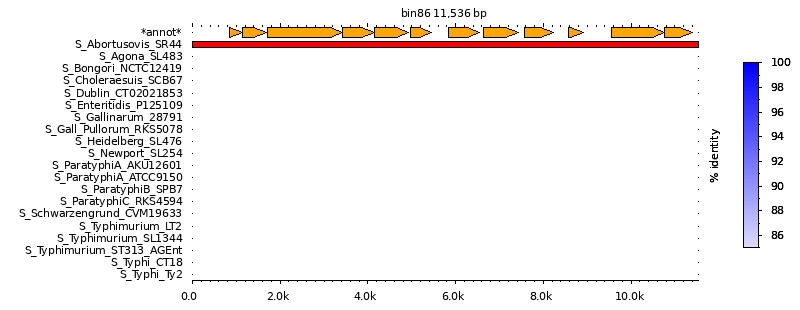 bin86 11,536 bp
*annot*
S_Abortusovis_SR44
S_Agona_SL483
S_Bongori_NCTC12419
S_Choleraesuis_SCB67
S_Dublin_CT02021853
S_Enteritidis_P125109
S_Gallinarum_28791
S_Gall_Pullorum_RKS5078
S_Heidelberg_SL476
S_Newport_SL254
S_ParatyphiA_AKU12601
S_ParatyphiA_ATCC9150
S_ParatyphiB_SPB7
S_ParatyphiC_RKS4594
S_Schwarzengrund_CVM19633
S_Typhimurium_LT2
S_Typhimurium_SL1344
S_Typhimurium_ST313_AGEnt
S_Typhi_CT18
S_Typhi_Ty2
0.0 2.0k 4.0k 6.0k 8.0k 10.0k
% identity
100
98
96
94
92
90
88
86